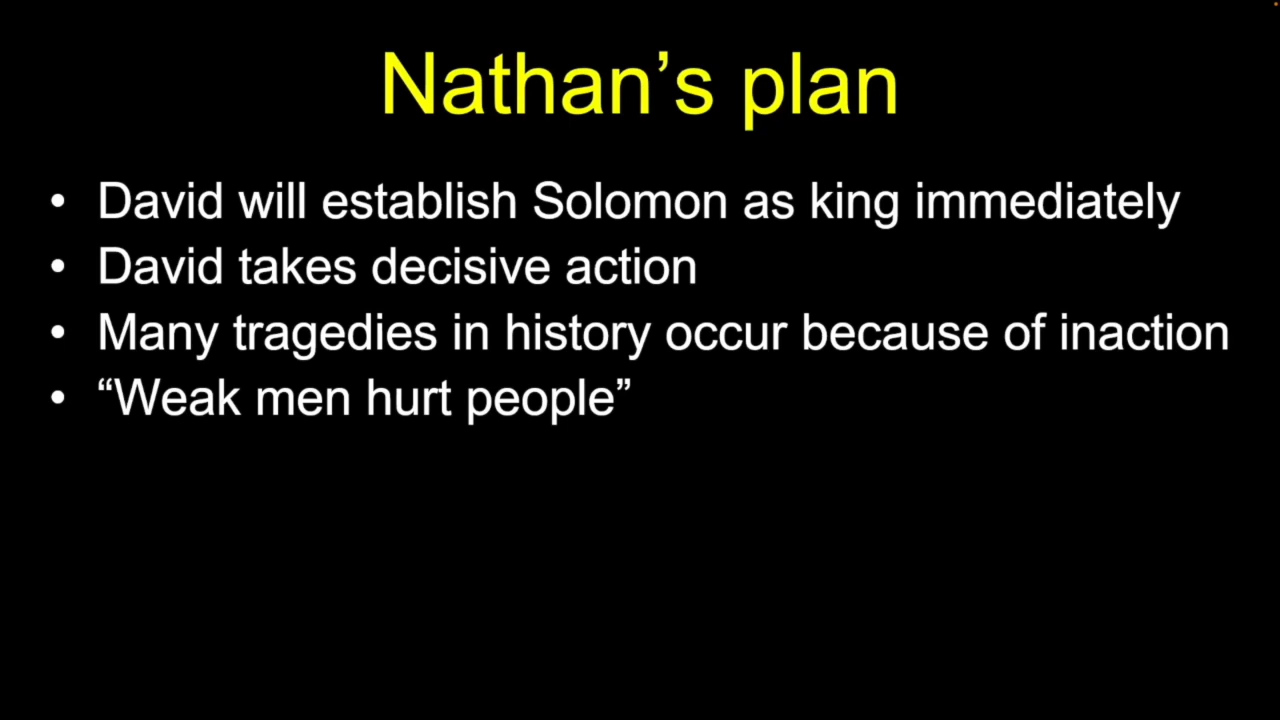 Nathan’s plan
• David will establish Solomon as king immediately
• David takes decisive action
• Many tragedies in history occur because of inaction
• “Weak men hurt people”